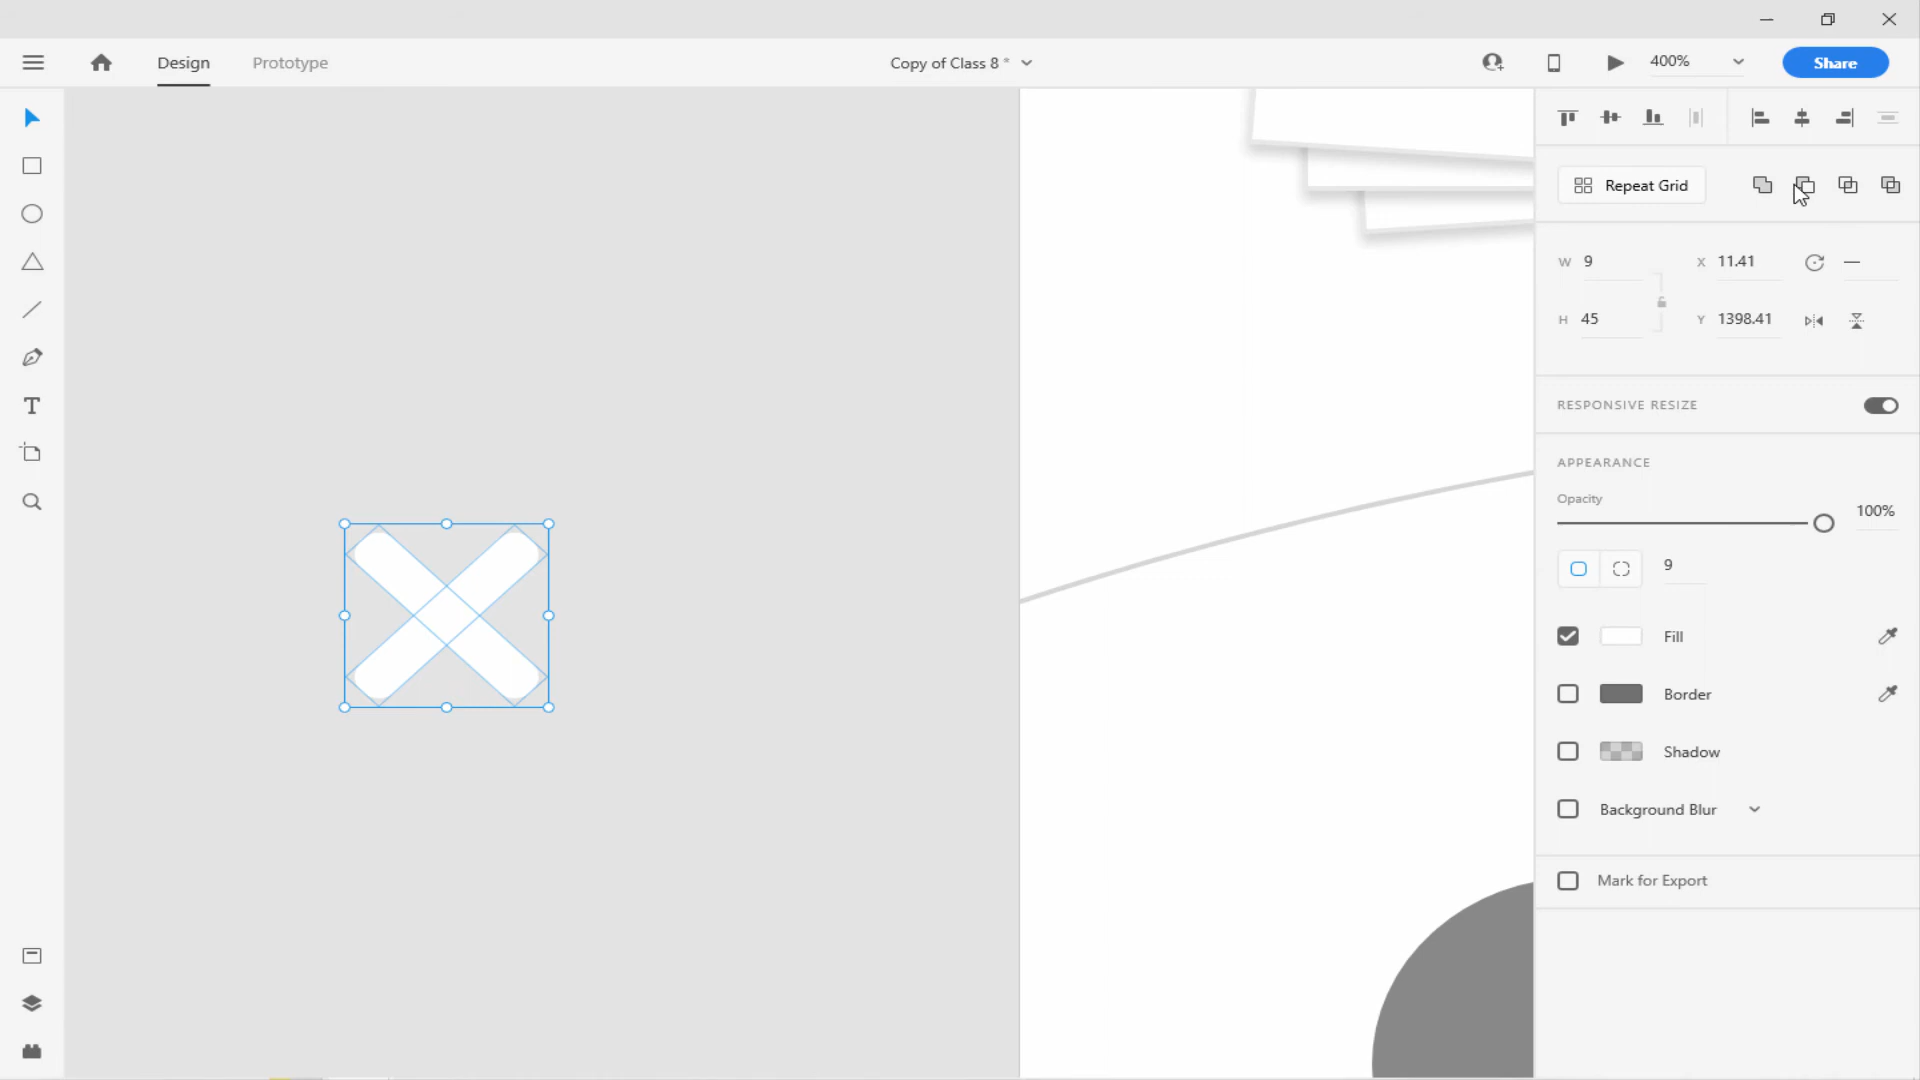 Design
Prototype
Copy of Class 8 *
400%
Share
Repeat Grid
W 9
X 11.41
H 45
Y 1398.41
RESPONSIVE RESIZE
APPEARANCE
Opacity
100%
9
Fill
Border
Shadow
Background Blur
Mark for Export